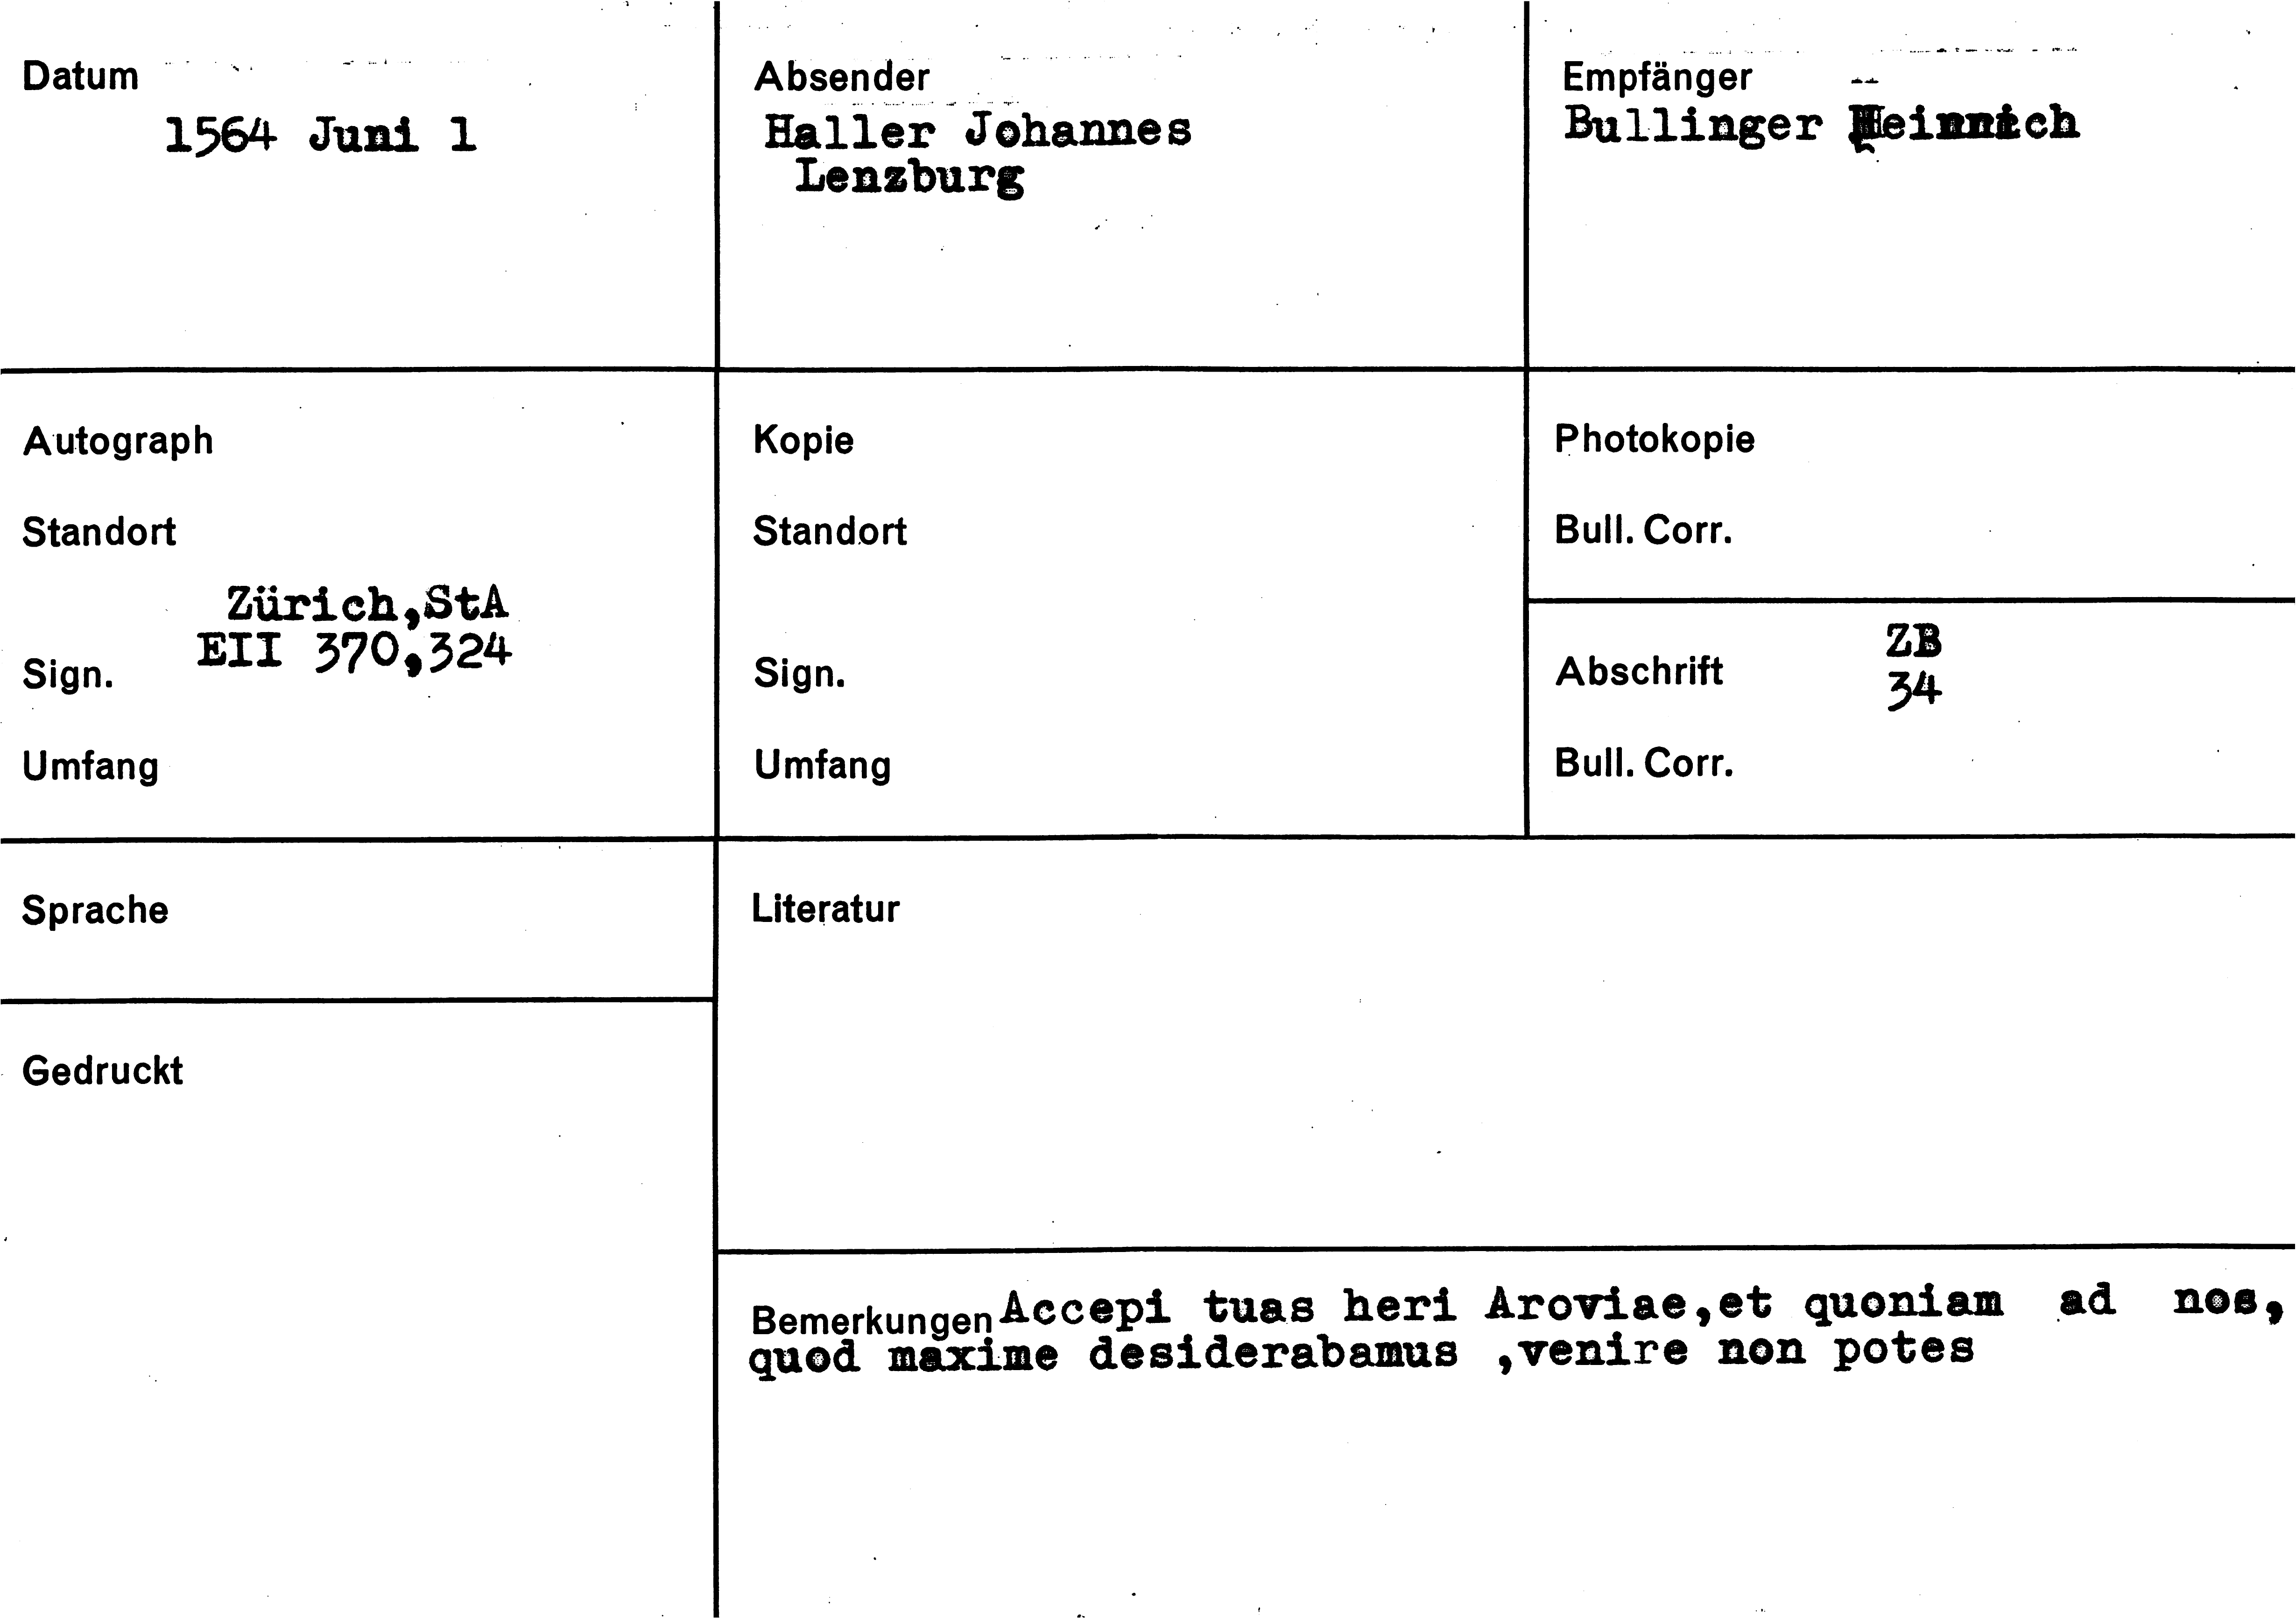 Datum
1564 Juni 1
Absender
Haller Johannes
Lenzburg
Empfänger
Bullinger Heinrich
Autograph
Standort
Zürich,StA
Sign. EII 370,324
Umfang
Kopie
Standort
Sign.
Umfang
Photokopie
Bull. Corr.
Abschrift ZB
34
Bull. Corr.
Sprache
Gedruckt
Literatur
Bemerkungen Accepi tuas heri Aroviae,et quoniam ad nos,
quod maxime desiderabamus ,venire non potes